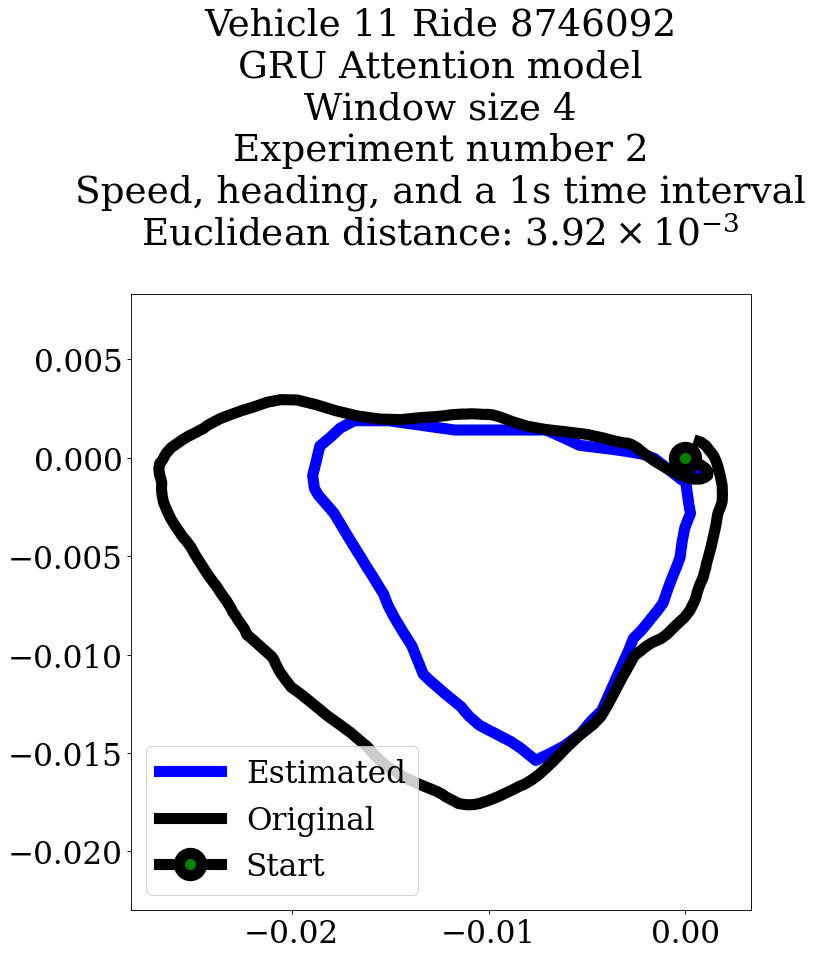 Vehicle 11 Ride 8746092
GRU Attention model
Window size 4
Experiment number 2
Speed, heading, and a 1s time interval
Euclidean distance: 3.92 × 10⁻³
0.005
0.000
−0.005
−0.010
−0.015
−0.020
Estimated
Original
Start
−0.02 −0.01 0.00